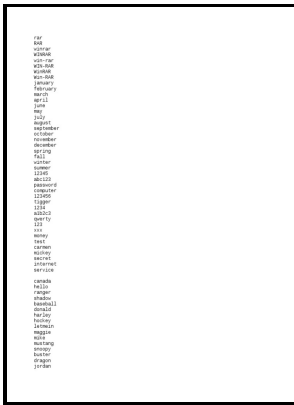 rar
RAR
winrar
WINRAR
win-rar
WIN-RAR
WinRAR
Win-RAR
january
february
march
april
june
may
july
august
september
october
november
december
spring
fall
winter
summer
12345
abc123
password
computer
123456
tigger
1234
a1b2c3
qwerty
123
xxx
money
test
carmen
mickey
secret
internet
service
canada
hello
ranger
shadow
baseball
donald
harley
hockey
letmein
maggie
mike
mustang
snoopy
buster
dragon
jordan